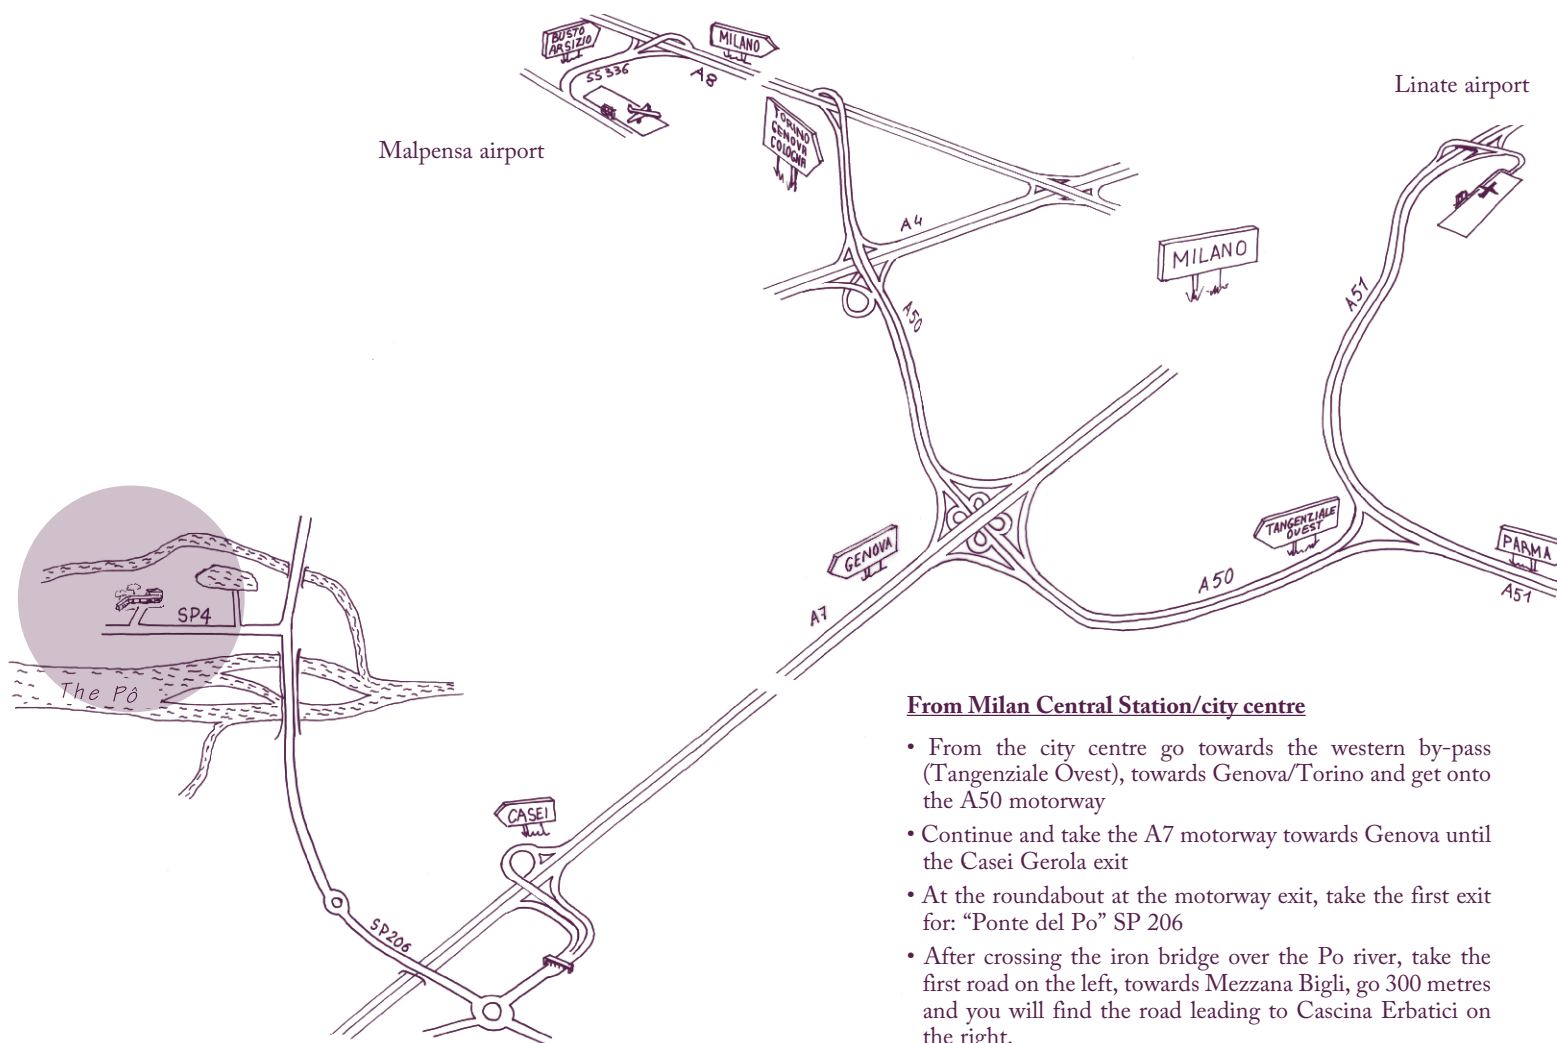 BUSTO
ARSIZIO
MILANO
SS336
A8
Linate airport
Malpensa airport
TORINO
GENOVA
COLOGNA
A4
MILANO
A51
A50
TANGENZIALE
OVEST
PARMA
GENOVA
A50
A51
A7
SP4
The Pô
CASEI
SP206
From Milan Central Station/city centre
• From the city centre go towards the western by-pass
(Tangenziale Ovest), towards Genova/Torino and get onto
the A50 motorway
• Continue and take the A7 motorway towards Genova until
the Casei Gerola exit
• At the roundabout at the motorway exit, take the first exit
for: “Ponte del Po” SP 206
• After crossing the iron bridge over the Po river, take the
first road on the left, towards Mezzana Bigli, go 300 metres
and you will find the road leading to Cascina Erbatici on
the right.